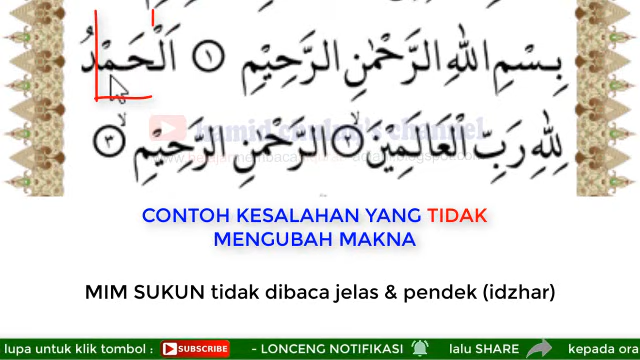 بِسْمِ اللهِ الرَّحْمٰنِ الرَّحِيْمِ ١ اَلْحَمْدُ
لِلّٰهِ رَبِّ الْعَالَمِيْنَ ٢ الرَّحْمٰنِ الرَّحِيْمِ ٣
CONTOH KESALAHAN YANG TIDAK
MENGUBAH MAKNA
MIM SUKUN tidak dibaca jelas & pendek (idzhar)
lupa untuk klik tombol : SUBSCRIBE - LONCENG NOTIFIKASI lalu SHARE kepada ora